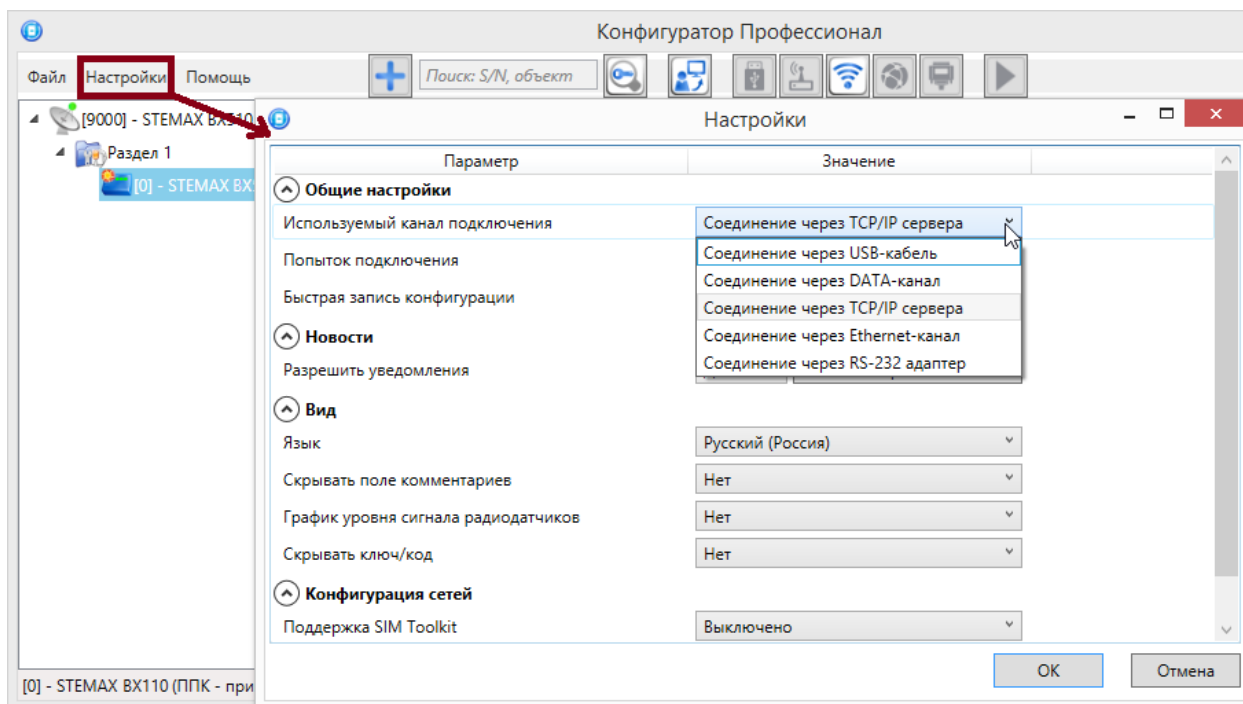 Конфигуратор Профессионал
Файл Настройки Помощь
Поиск: S/N, объект
[9000] - STEMAX BX310
Настройки
Раздел 1
[0] - STEMAX BX
Параметр Значение
Общие настройки
Используемый канал подключения Соединение через TCP/IP сервера
Соединение через USB-кабель
Попыток подключения
Соединение через DATA-канал
Быстрая запись конфигурации
Соединение через TCP/IP сервера
Новости
Соединение через Ethernet-канал
Разрешить уведомления
Соединение через RS-232 адаптер
Вид
Язык Русский (Россия)
Скрывать поле комментариев Нет
График уровня сигнала радиодатчиков Нет
Скрывать ключ/код Нет
Конфигурация сетей
Поддержка SIM Toolkit Выключено
OK Отмена
[0] - STEMAX BX110 (ППК - при